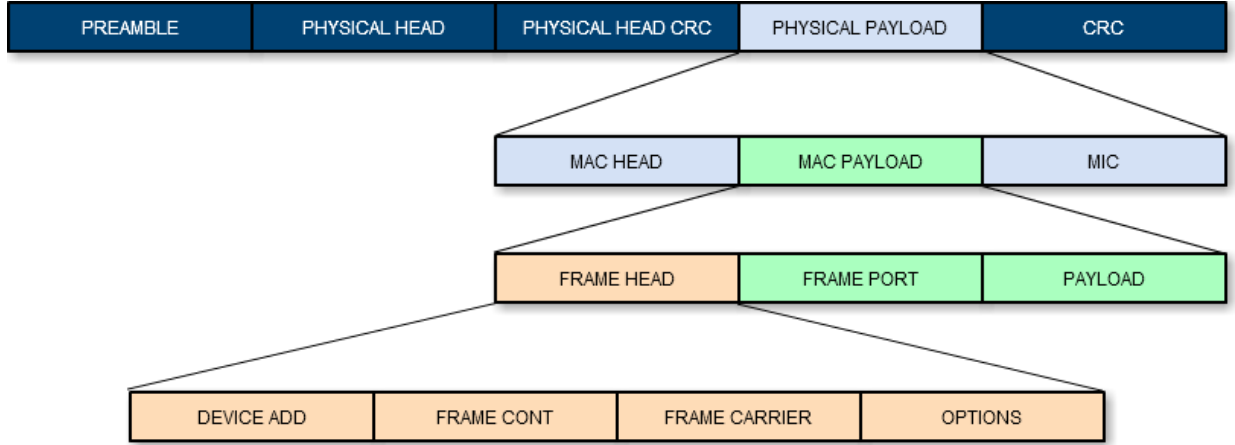 PREAMBLE
PHYSICAL HEAD
PHYSICAL HEAD CRC
PHYSICAL PAYLOAD
CRC
MAC HEAD
MAC PAYLOAD
MIC
FRAME HEAD
FRAME PORT
PAYLOAD
DEVICE ADD
FRAME CONT
FRAME CARRIER
OPTIONS